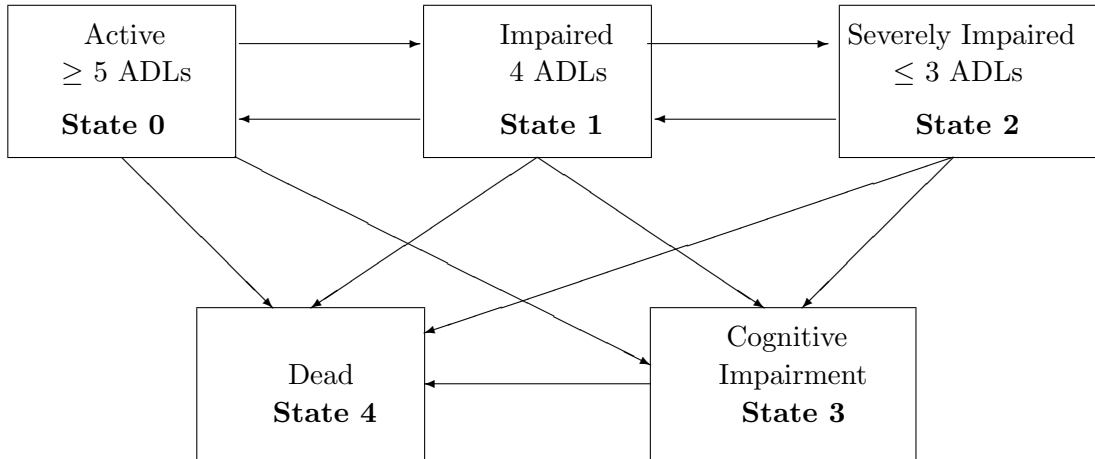 Active
≥ 5 ADLs
State 0
Impaired
4 ADLs
State 1
Severely Impaired
≤ 3 ADLs
State 2
Dead
State 4
Cognitive
Impairment
State 3